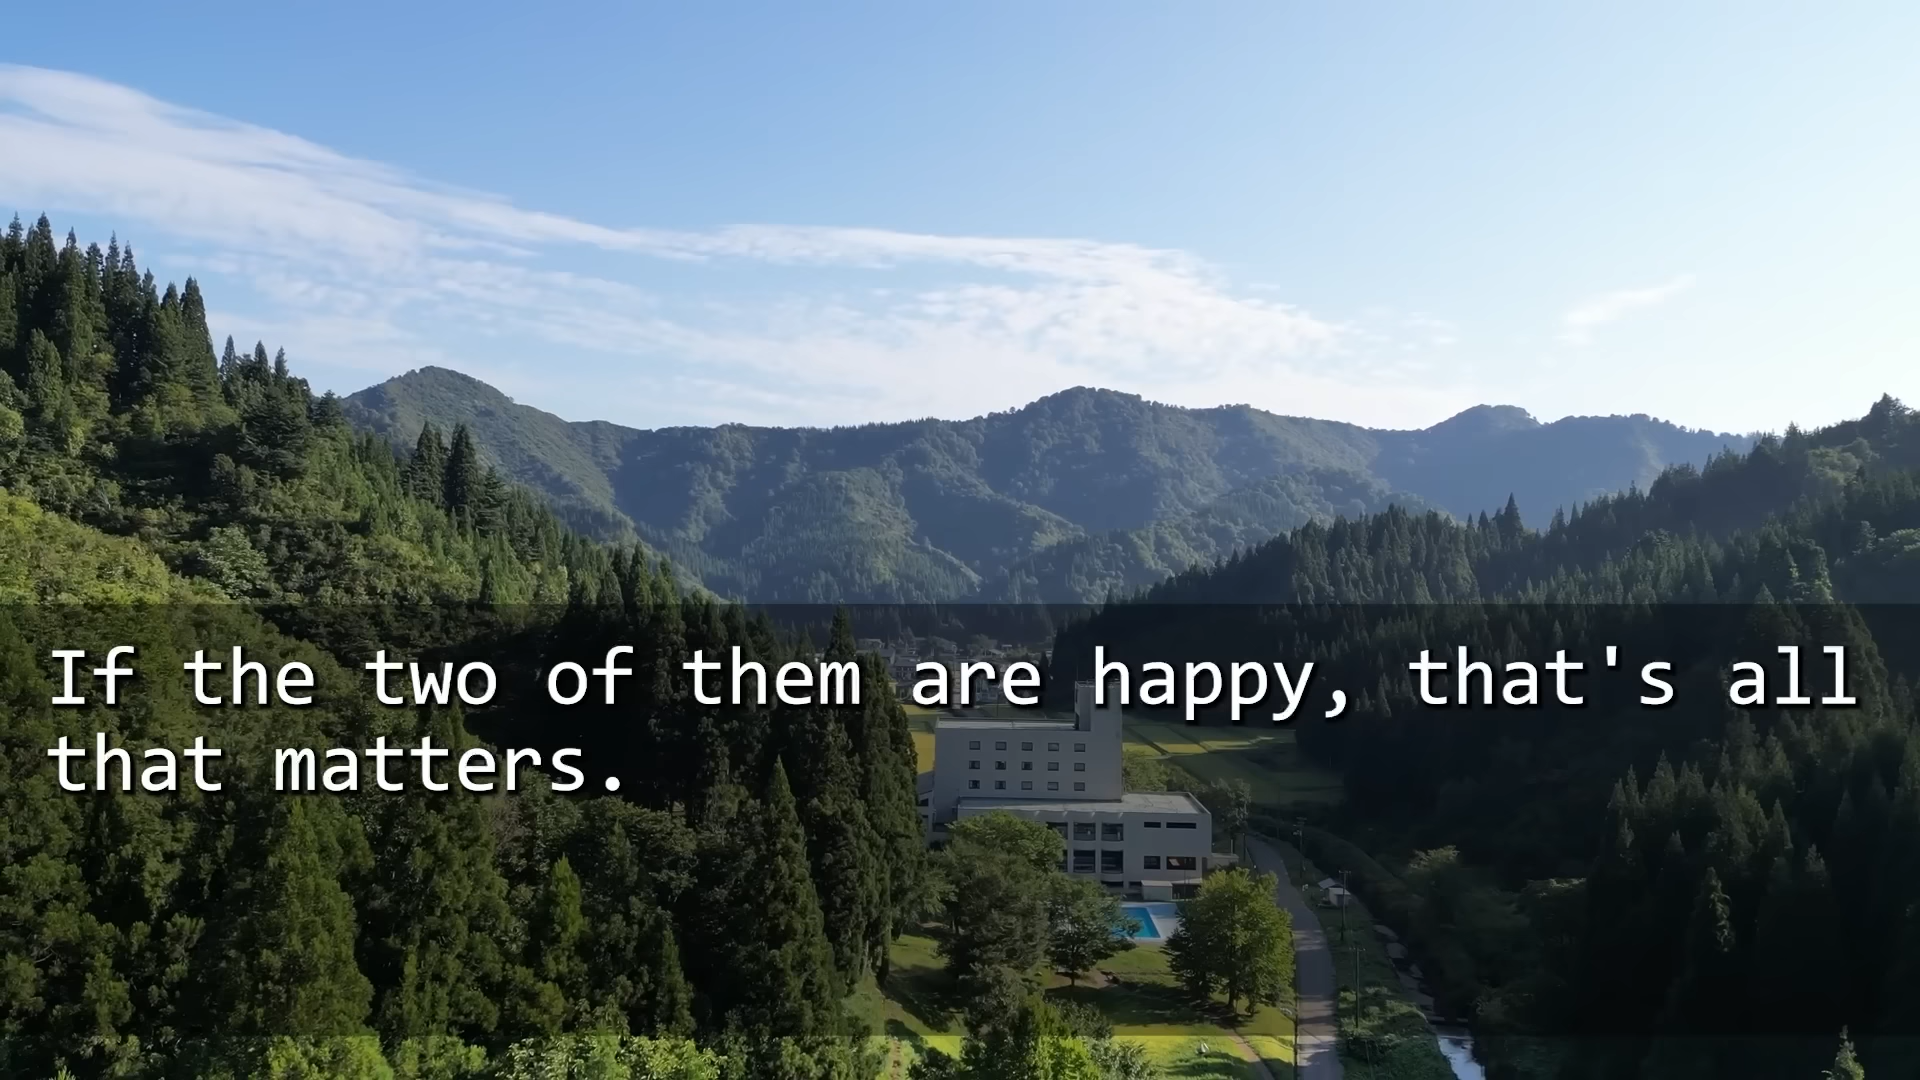 If the two of them are happy, that's all
that matters.